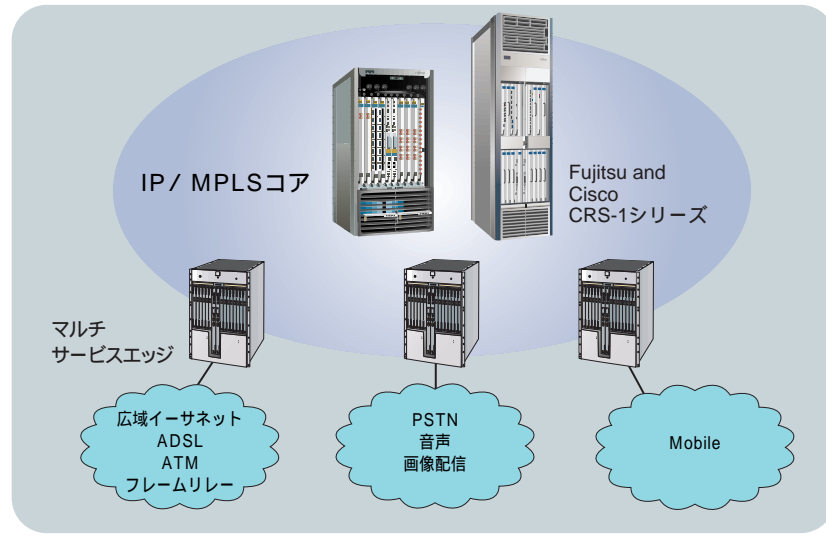 IP/ MPLSコア
Fujitsu and
Cisco
CRS-1シリーズ
マルチ
サービスエッジ
広域イーサネット
ADSL
ATM
フレームリレー
PSTN
音声
画像配信
Mobile